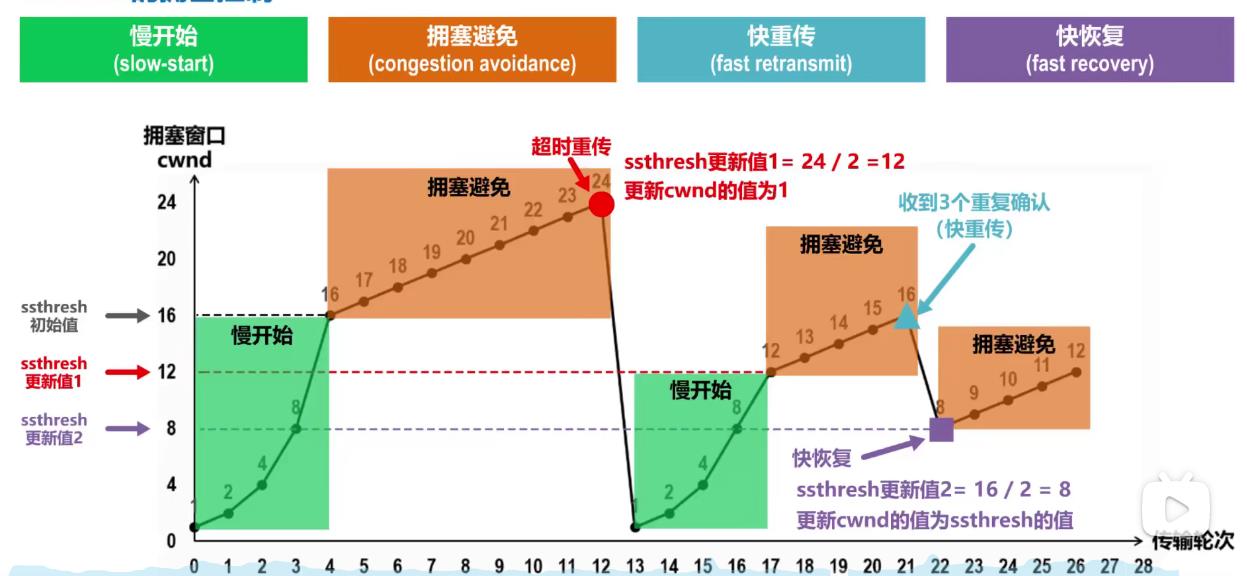 慢开始
(slow-start)
拥塞避免
(congestion avoidance)
快重传
(fast retransmit)
快恢复
(fast recovery)
拥塞窗口
cwnd
24
20
16
12
8
4
0
ssthresh
初始值
ssthresh
更新值1
ssthresh
更新值2
慢开始
1
2
4
8
拥塞避免
16
17
18
19
20
21
22
23
24
超时重传
ssthresh更新值1= 24 / 2 =12
更新cwnd的值为1
慢开始
1
2
4
8
拥塞避免
12
13
14
15
16
收到3个重复确认
(快重传)
拥塞避免
8
9
10
11
12
快恢复
ssthresh更新值2= 16 / 2 = 8
更新cwnd的值为ssthresh的值
0 1 2 3 4 5 6 7 8 9 10 11 12 13 14 15 16 17 18 19 20 21 22 23 24 25 26 27 28
传输轮次